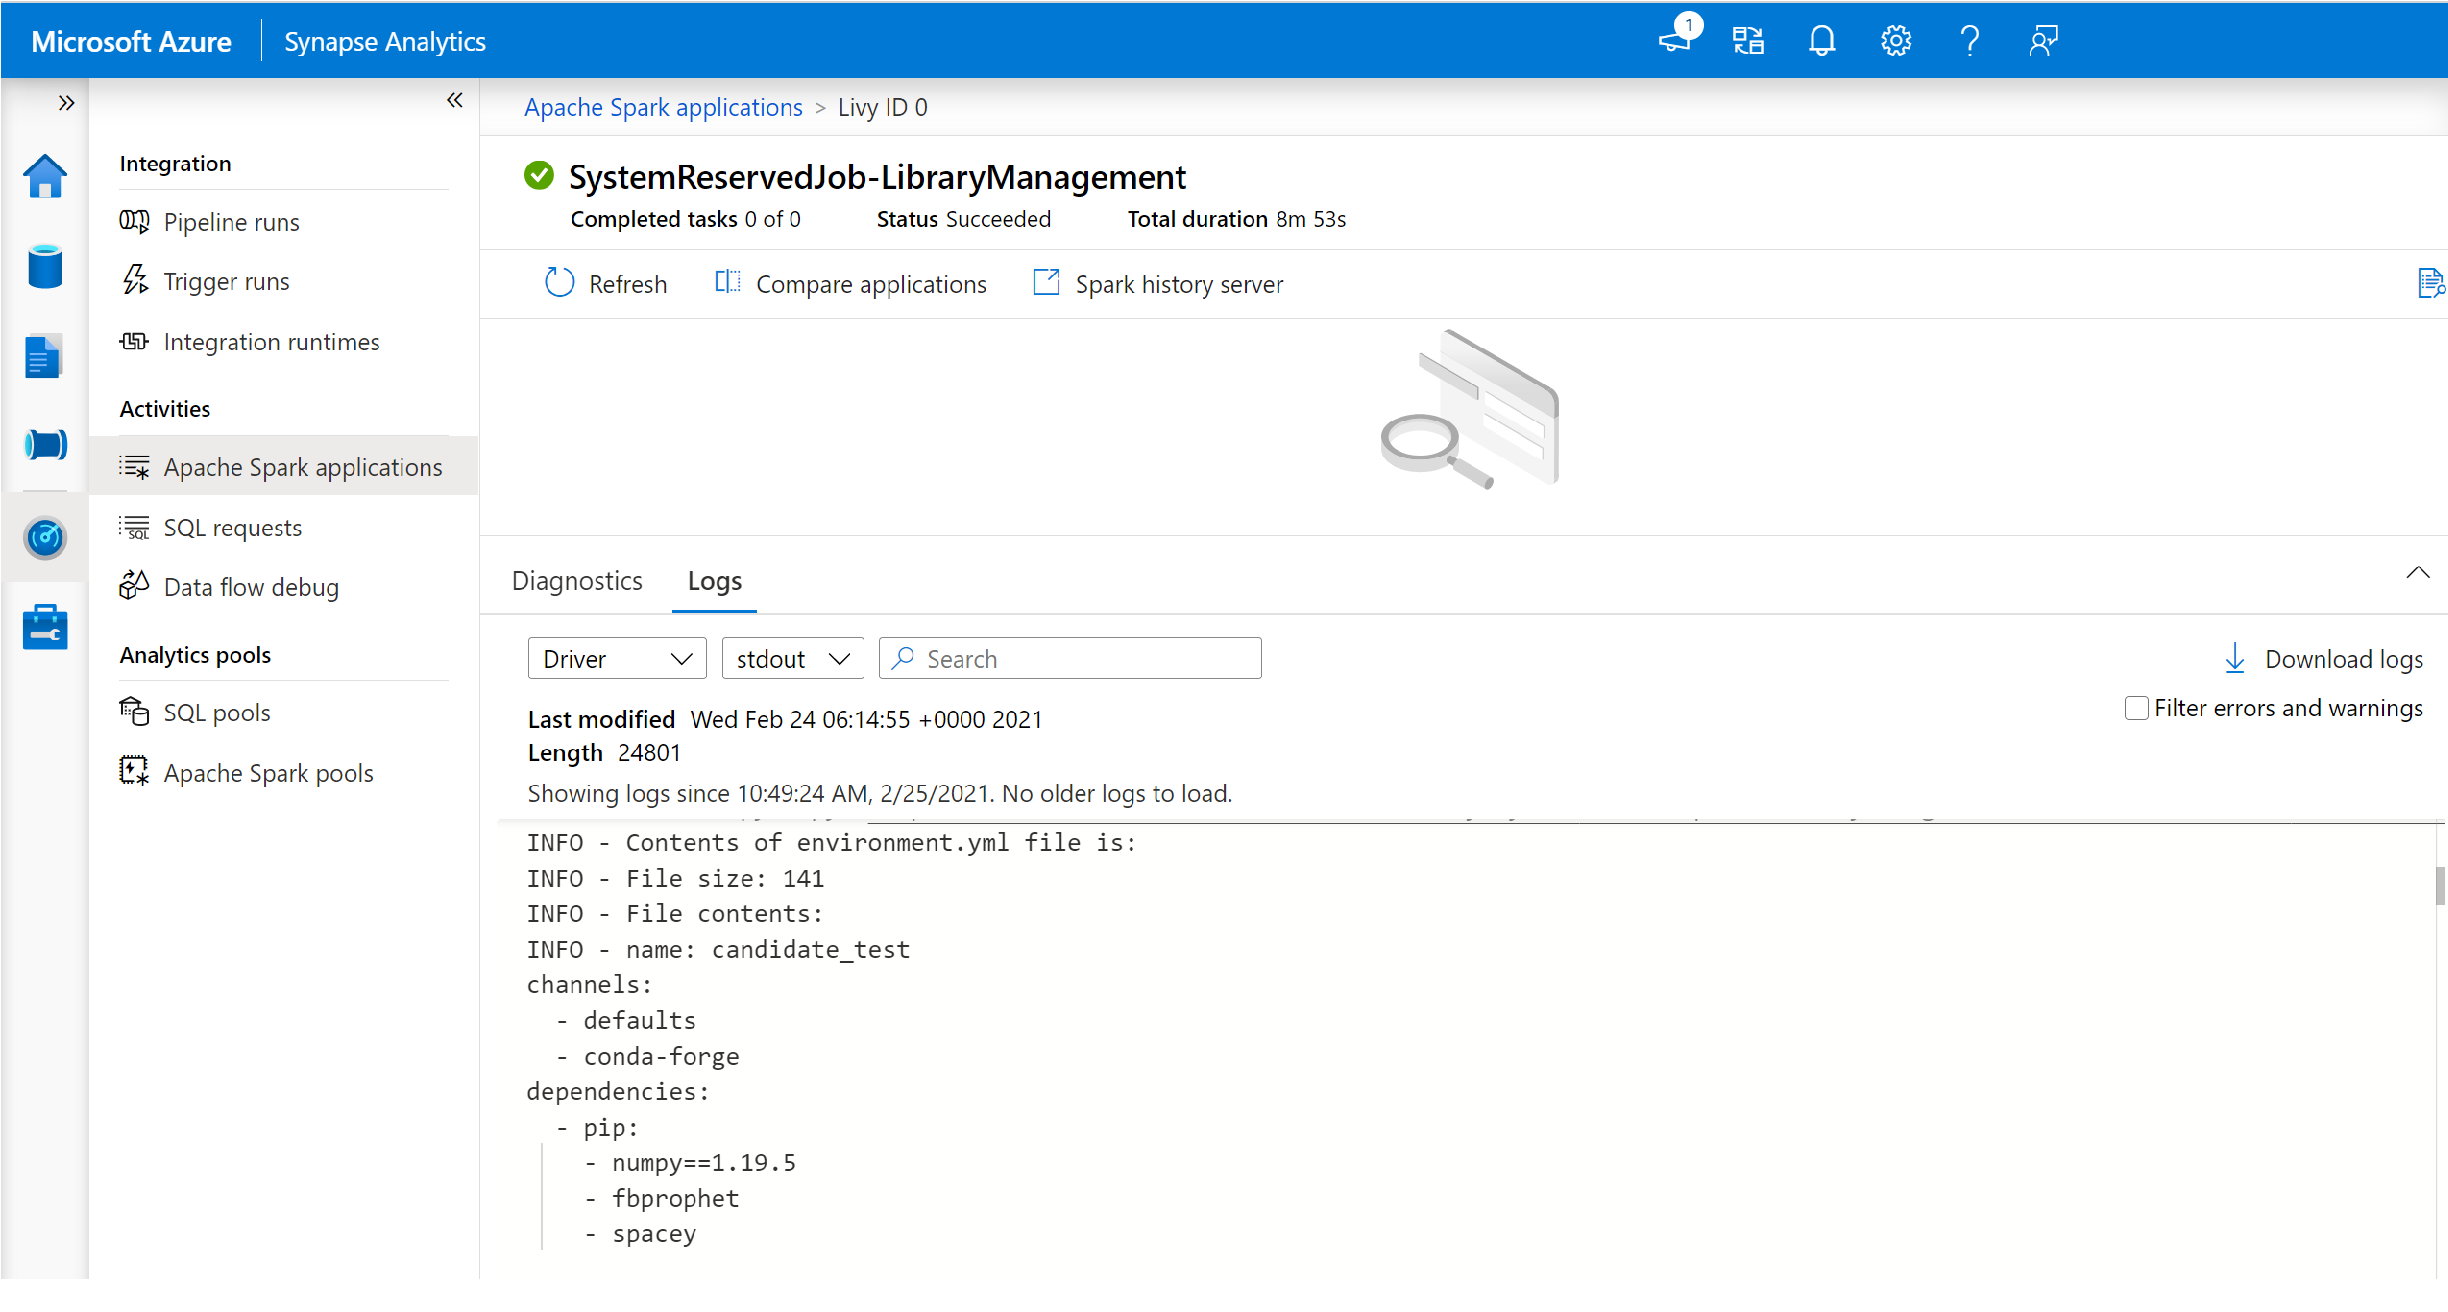 Microsoft Azure
Synapse Analytics
1
Integration
Pipeline runs
Trigger runs
Integration runtimes
Activities
Apache Spark applications
SQL requests
Data flow debug
Analytics pools
SQL pools
Apache Spark pools
Apache Spark applications > Livy ID 0
SystemReservedJob-LibraryManagement
Completed tasks 0 of 0 Status Succeeded Total duration 8m 53s
Refresh Compare applications Spark history server
Diagnostics Logs
Driver stdout Search Download logs
Filter errors and warnings
Last modified Wed Feb 24 06:14:55 +0000 2021
Length 24801
Showing logs since 10:49:24 AM, 2/25/2021. No older logs to load.
INFO - Contents of environment.yml file is:
INFO - File size: 141
INFO - File contents:
INFO - name: candidate_test
channels:
- defaults
- conda-forge
dependencies:
- pip:
- numpy==1.19.5
- fbprophet
- spacey